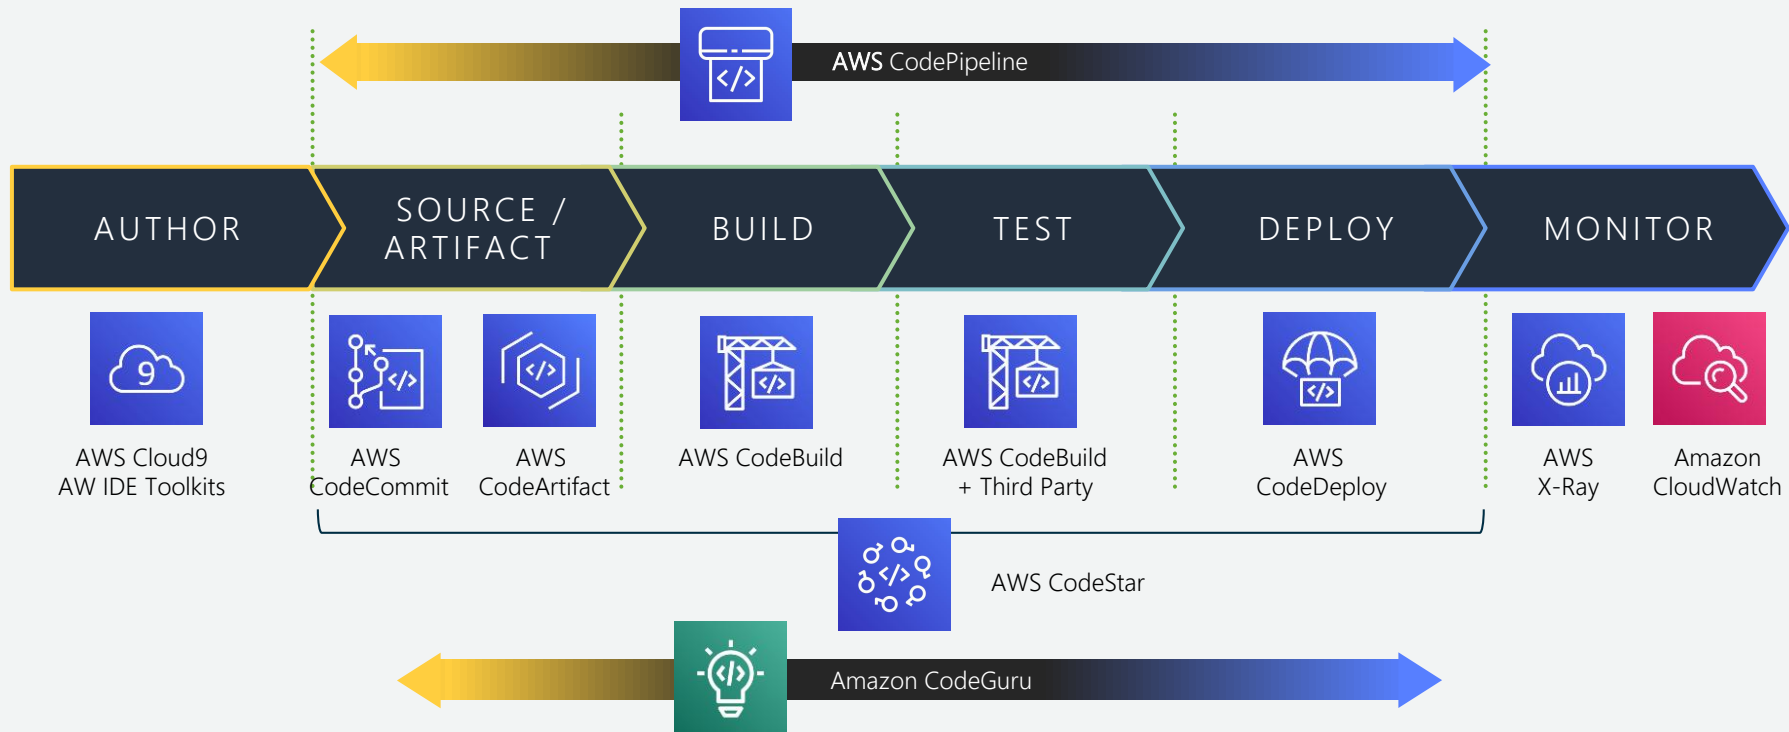 AWS CodePipeline
AUTHOR
SOURCE /
ARTIFACT
BUILD
TEST
DEPLOY
MONITOR
9
</>
</>
</>
</>
</>
</>
AWS Cloud9
AW IDE Toolkits
AWS
CodeCommit
AWS
CodeArtifact
AWS CodeBuild
AWS CodeBuild
+ Third Party
AWS
CodeDeploy
AWS
X-Ray
Amazon
CloudWatch
</>
AWS CodeStar
</>
Amazon CodeGuru